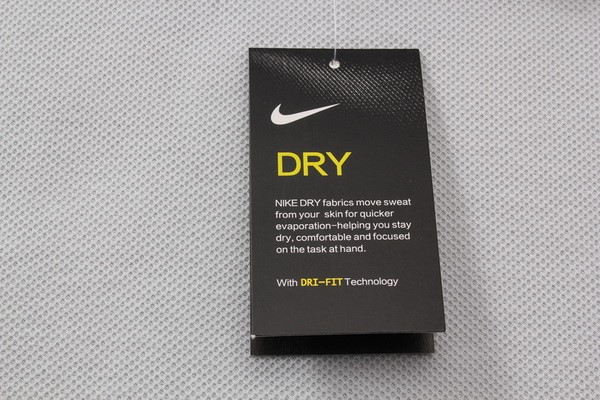 DRY
NIKE DRY fabrics move sweat
from your skin for quicker
evaporation–helping you stay
dry, comfortable and focused
on the task at hand.
With DRI–FIT Technology